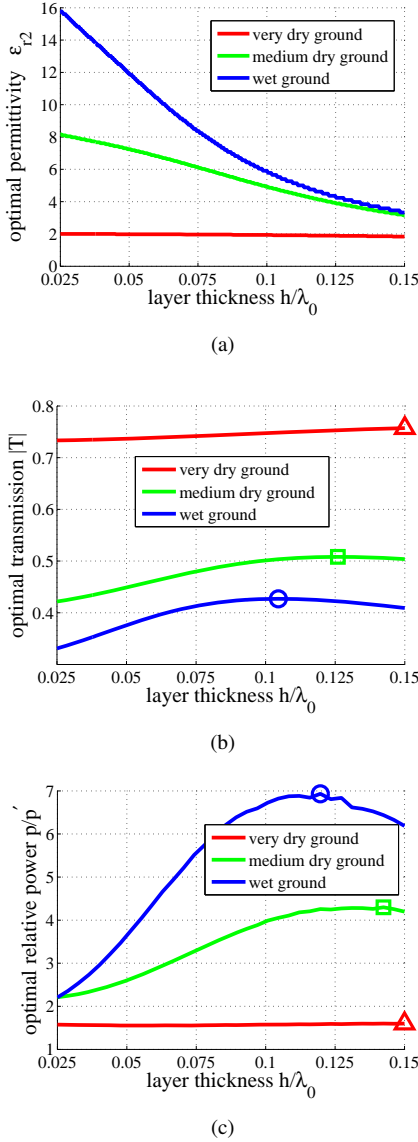 16
14
12
10
8
6
4
2
0
optimal permittivity ε_r2
very dry ground
medium dry ground
wet ground
0.025 0.05 0.075 0.1 0.125 0.15
layer thickness h/λ_0
(a)
0.8
0.7
0.5
0.4
optimal transmission |T|
very dry ground
medium dry ground
wet ground
0.025 0.05 0.075 0.1 0.125 0.15
layer thickness h/λ_0
(b)
7
6
5
4
3
2
1
optimal relative power p/p′
very dry ground
medium dry ground
wet ground
0.025 0.05 0.075 0.1 0.125 0.15
layer thickness h/λ_0
(c)